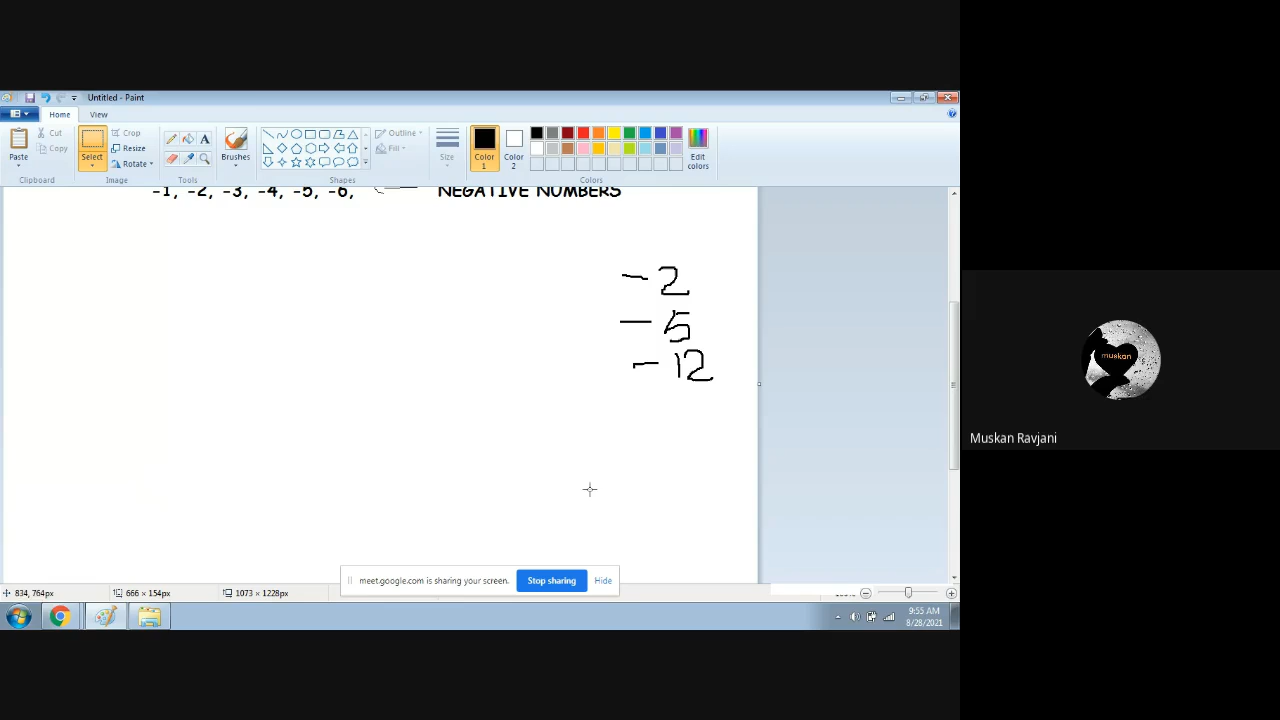 Untitled - Paint
Home View
Paste
Cut
Copy
Clipboard
Select
Crop
Resize
Rotate
Image
A
Tools
Brushes
Outline
Fill
Shapes
Size
Color 1
Color 2
Edit colors
Colors
-1, -2, -3, -4, -5, -6, NEGATIVE NUMBERS
-2
-5
-12
muskan
Muskan Ravjani
meet.google.com is sharing your screen. Stop sharing Hide
834, 764px 666 × 154px 1073 × 1228px
9:55 AM
8/28/2021